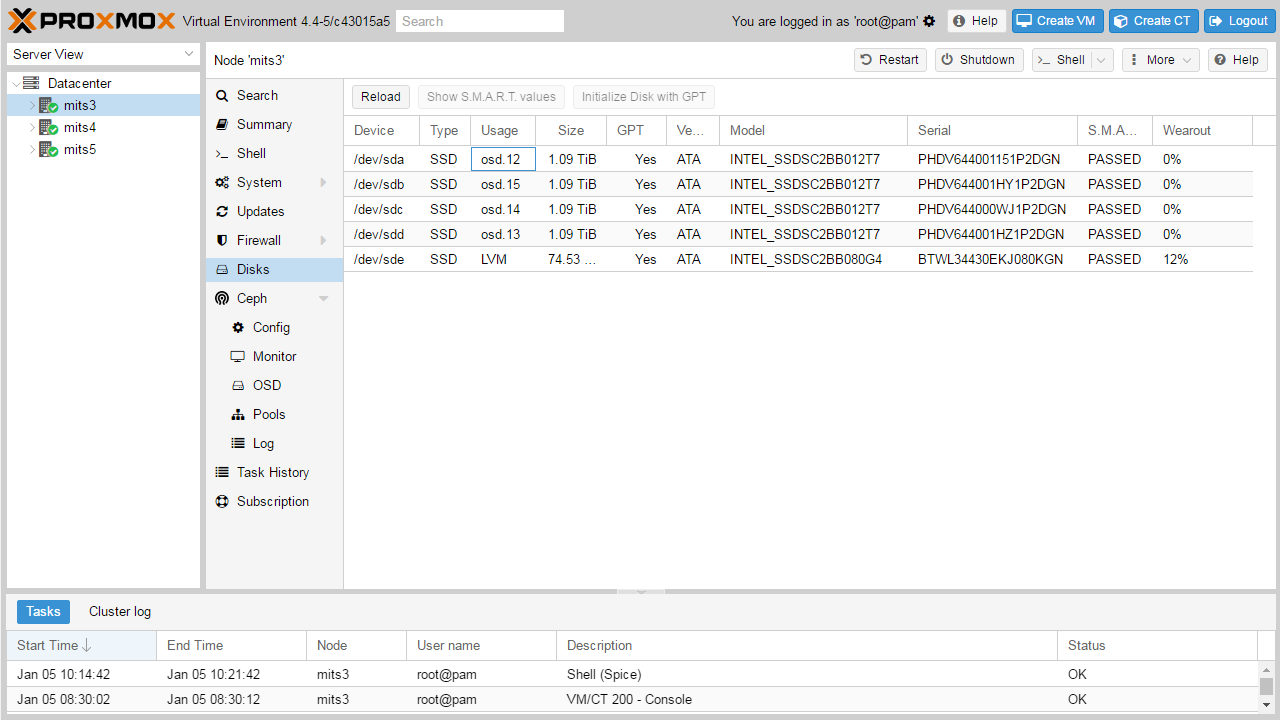 PROXMOX Virtual Environment 4.4-5/c43015a5 Search You are logged in as 'root@pam' Help Create VM Create CT Logout
Server View
Datacenter
mits3
mits4
mits5
Node 'mits3' Restart Shutdown >_ Shell More Help
Search
Summary
>_ Shell
System
Updates
Firewall
Disks
Ceph
Config
Monitor
OSD
Pools
Log
Task History
Subscription
Reload Show S.M.A.R.T. values Initialize Disk with GPT
Device Type Usage Size GPT Ve... Model Serial S.M.A... Wearout
/dev/sda SSD osd.12 1.09 TiB Yes ATA INTEL_SSDSC2BB012T7 PHDV644001151P2DGN PASSED 0%
/dev/sdb SSD osd.15 1.09 TiB Yes ATA INTEL_SSDSC2BB012T7 PHDV644001HY1P2DGN PASSED 0%
/dev/sdc SSD osd.14 1.09 TiB Yes ATA INTEL_SSDSC2BB012T7 PHDV644000WJ1P2DGN PASSED 0%
/dev/sdd SSD osd.13 1.09 TiB Yes ATA INTEL_SSDSC2BB012T7 PHDV644001HZ1P2DGN PASSED 0%
/dev/sde SSD LVM 74.53 ... Yes ATA INTEL_SSDSC2BB080G4 BTWL34430EKJ080KGN PASSED 12%
Tasks Cluster log
Start Time End Time Node User name Description Status
Jan 05 10:14:42 Jan 05 10:21:42 mits3 root@pam Shell (Spice) OK
Jan 05 08:30:02 Jan 05 08:30:12 mits3 root@pam VM/CT 200 - Console OK